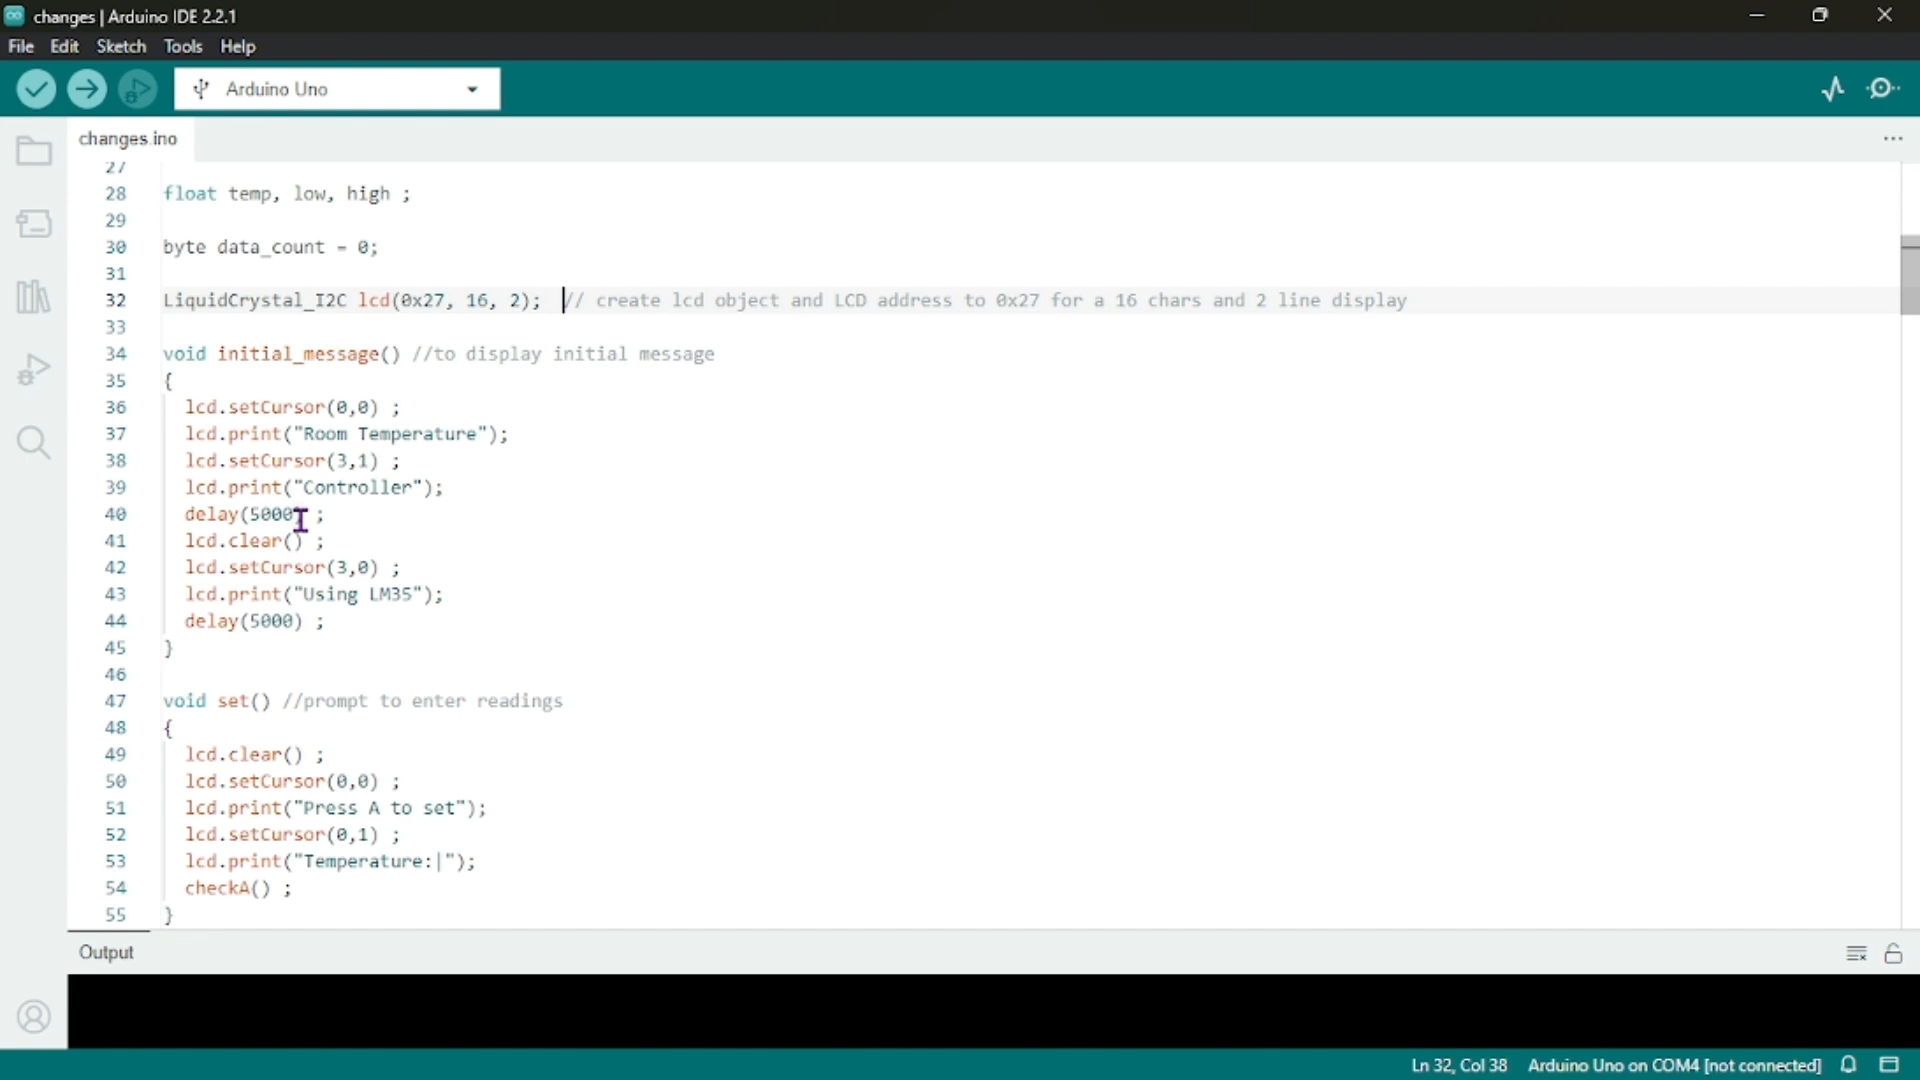 changes | Arduino IDE 2.2.1
File Edit Sketch Tools Help
Arduino Uno
changes.ino
27
28 float temp, low, high ;
29
30 byte data_count = 0;
31
32 LiquidCrystal_I2C lcd(0x27, 16, 2); // create lcd object and LCD address to 0x27 for a 16 chars and 2 line display
33
34 void initial_message() //to display initial message
35 {
36 lcd.setCursor(0,0) ;
37 lcd.print("Room Temperature");
38 lcd.setCursor(3,1) ;
39 lcd.print("Controller");
40 delay(5000) ;
41 lcd.clear() ;
42 lcd.setCursor(3,0) ;
43 lcd.print("Using LM35");
44 delay(5000) ;
45 }
46
47 void set() //prompt to enter readings
48 {
49 lcd.clear() ;
50 lcd.setCursor(0,0) ;
51 lcd.print("Press A to set");
52 lcd.setCursor(0,1) ;
53 lcd.print("Temperature:|");
54 checkA() ;
55 }
Output
Ln 32, Col 38 Arduino Uno on COM4 [not connected]